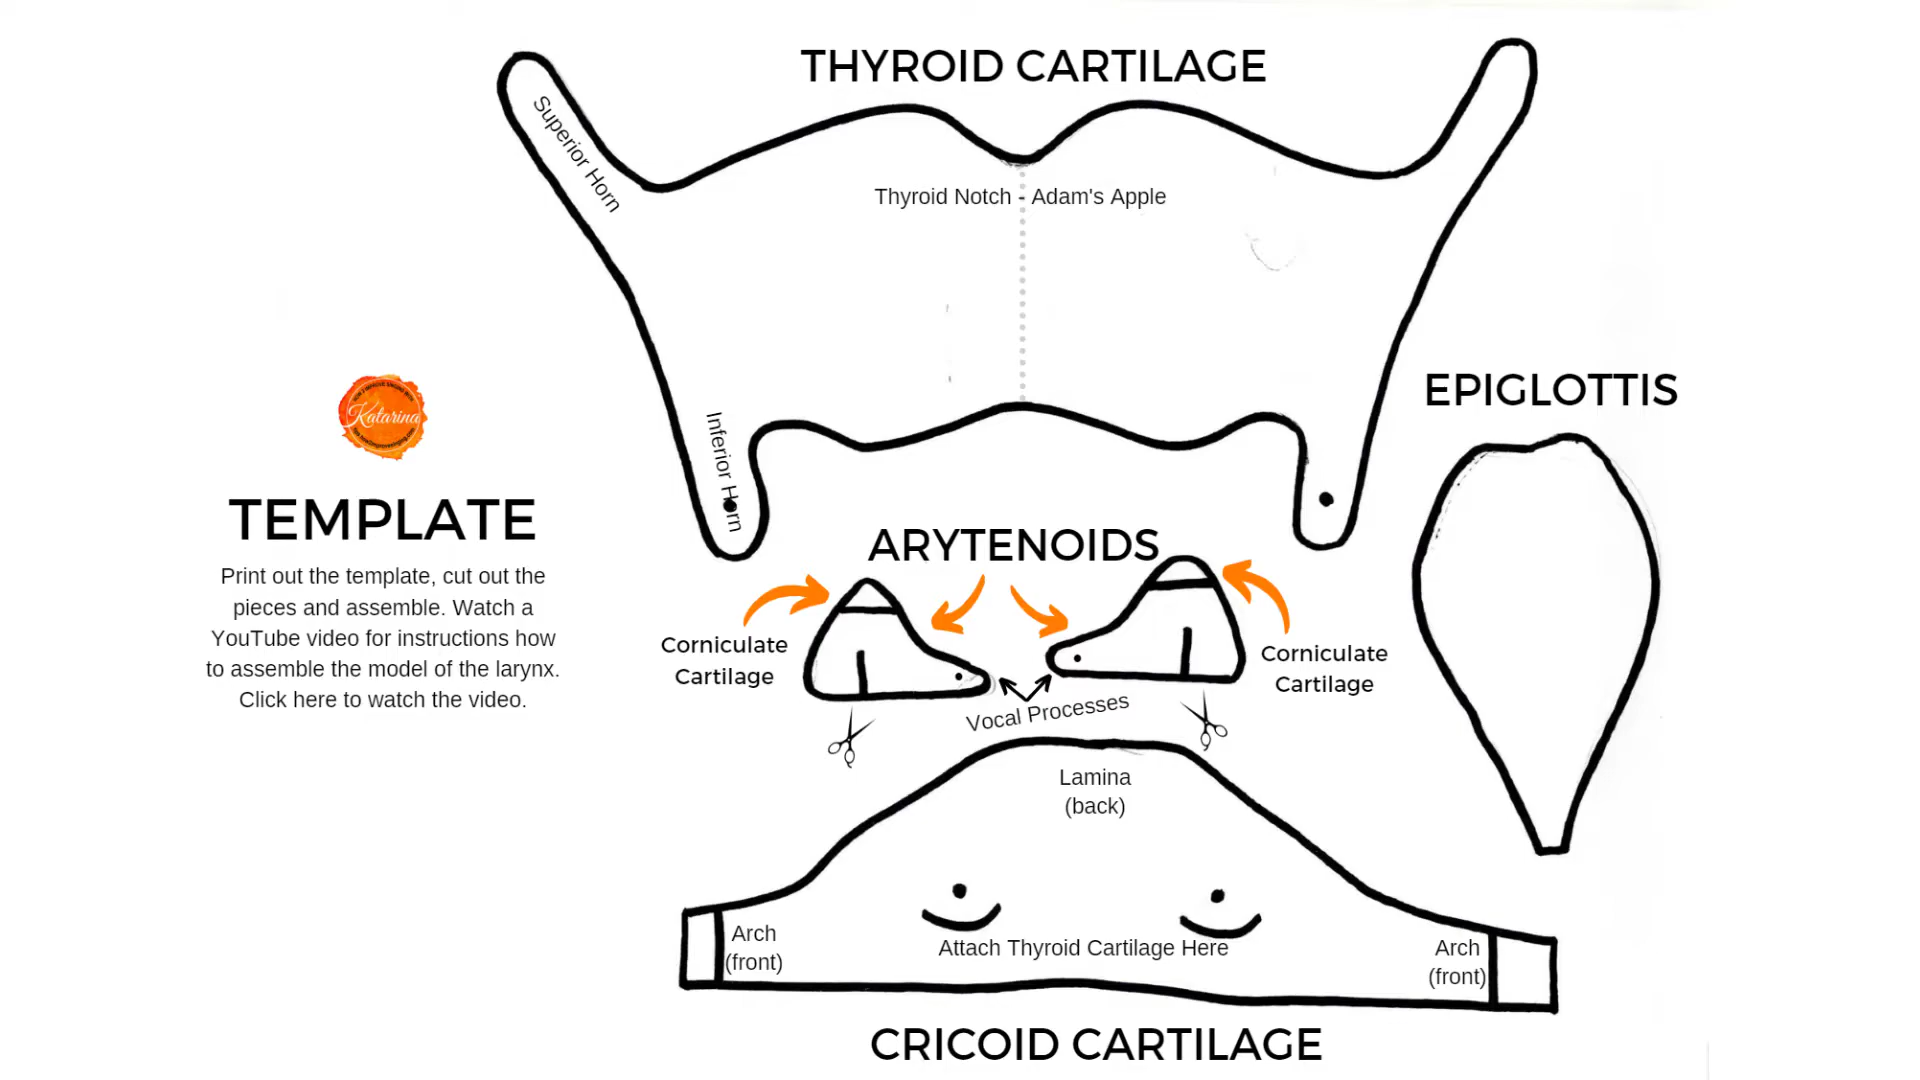 THYROID CARTILAGE
Superior Horn
Thyroid Notch - Adam's Apple
Inferior Horn
EPIGLOTTIS
Katarina
TEMPLATE
Print out the template, cut out the
pieces and assemble. Watch a
YouTube video for instructions how
to assemble the model of the larynx.
Click here to watch the video.
ARYTENOIDS
Corniculate
Cartilage
Corniculate
Cartilage
Vocal Processes
Lamina
(back)
Arch
(front)
Attach Thyroid Cartilage Here
Arch
(front)
CRICOID CARTILAGE